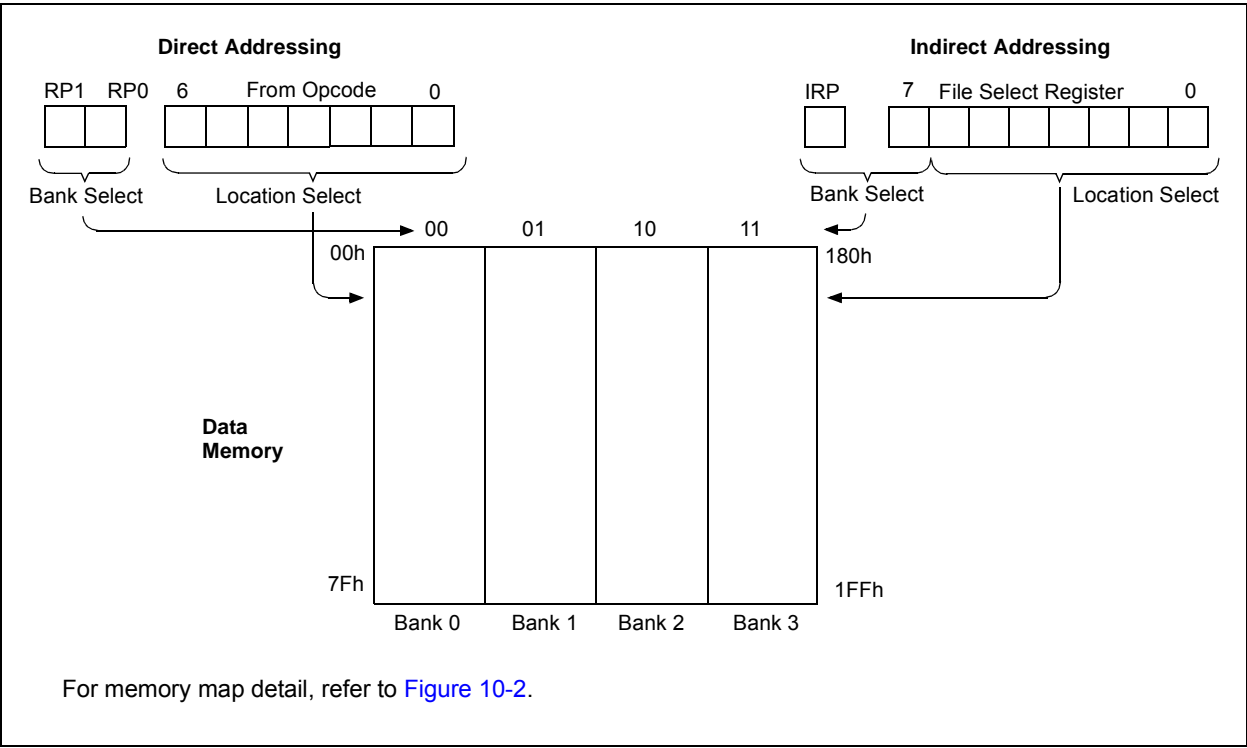 Direct Addressing
Indirect Addressing
RP1 RP0 6 From Opcode 0
IRP 7 File Select Register 0
Bank Select Location Select
Bank Select Location Select
00 01 10 11
00h
180h
Data
Memory
7Fh
1FFh
Bank 0 Bank 1 Bank 2 Bank 3
For memory map detail, refer to Figure 10-2.